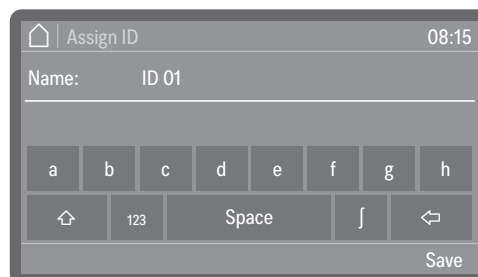 Assign ID 08:15
Name: ID 01
a b c d e f g h
123 Space ʃ
Save